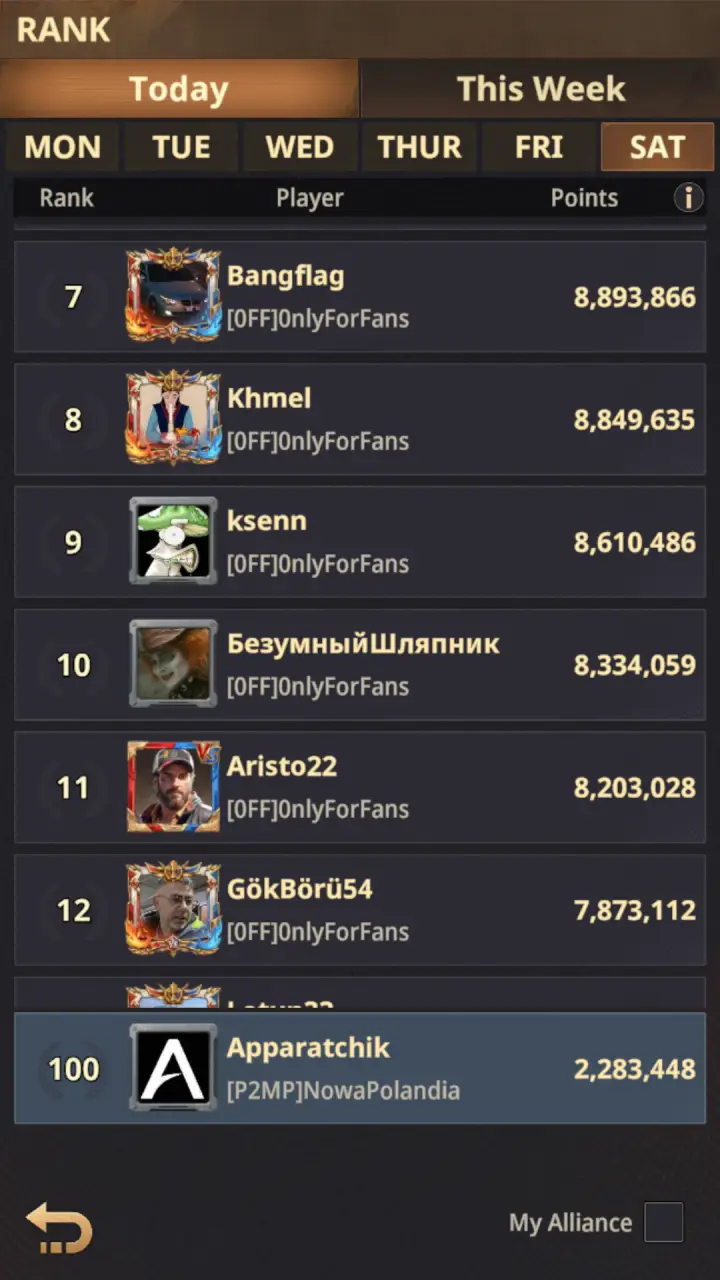 RANK
Today
This Week
MON TUE WED THUR FRI SAT
Rank Player Points
7
Bangflag
[0FF]0nlyForFans
8,893,866
8
Khmel
[0FF]0nlyForFans
8,849,635
9
ksenn
[0FF]0nlyForFans
8,610,486
10
БезумныйШляпник
[0FF]0nlyForFans
8,334,059
11
Aristo22
[0FF]0nlyForFans
8,203,028
12
GökBörü54
[0FF]0nlyForFans
7,873,112
100
Apparatchik
[P2MP]NowaPolandia
2,283,448
My Alliance